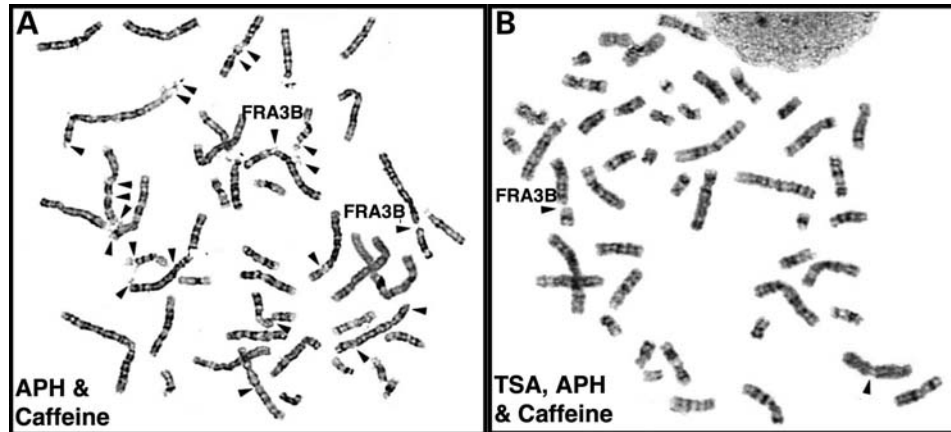 A
FRA3B
FRA3B
APH &
Caffeine
B
FRA3B
TSA, APH
& Caffeine